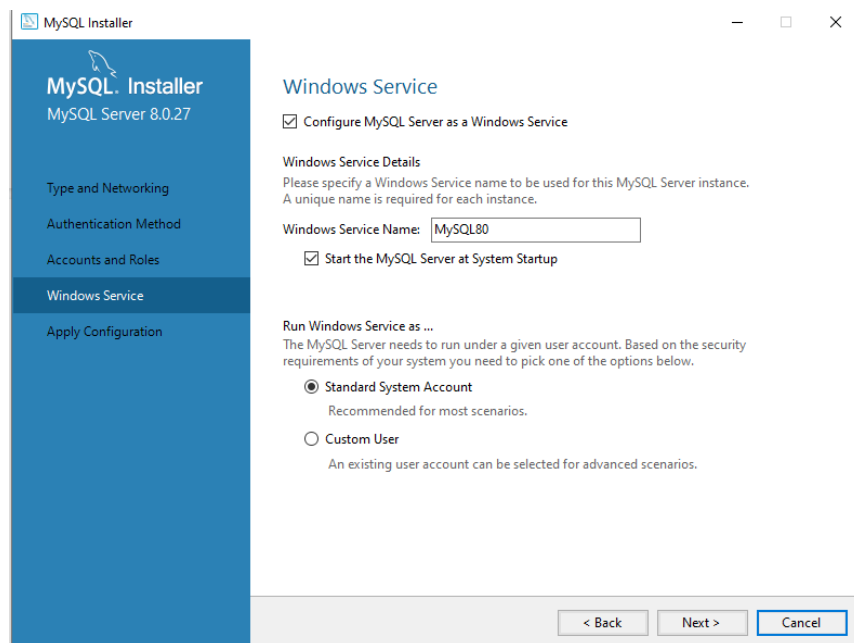 MySQL Installer
MySQL. Installer
MySQL Server 8.0.27
Type and Networking
Authentication Method
Accounts and Roles
Windows Service
Apply Configuration
Windows Service
Configure MySQL Server as a Windows Service
Windows Service Details
Please specify a Windows Service name to be used for this MySQL Server instance.
A unique name is required for each instance.
Windows Service Name: MySQL80
Start the MySQL Server at System Startup
Run Windows Service as ...
The MySQL Server needs to run under a given user account. Based on the security
requirements of your system you need to pick one of the options below.
Standard System Account
Recommended for most scenarios.
Custom User
An existing user account can be selected for advanced scenarios.
< Back Next > Cancel